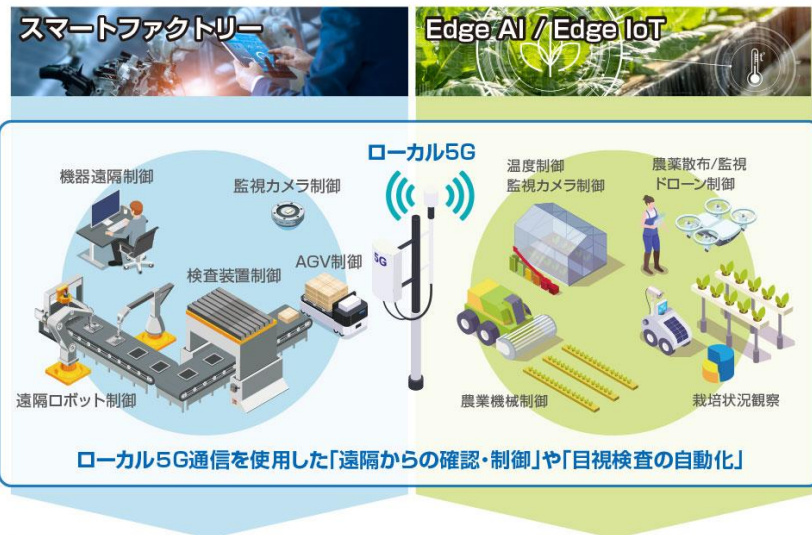 スマートファクトリー
Edge AI / Edge IoT
t°
ローカル5G
機器遠隔制御
監視カメラ制御
AGV制御
検査装置制御
遠隔ロボット制御
5G
温度制御
監視カメラ制御
農薬散布/監視
ドローン制御
農業機械制御
栽培状況観察
ローカル5G通信を使用した「遠隔からの確認・制御」や「目視検査の自動化」